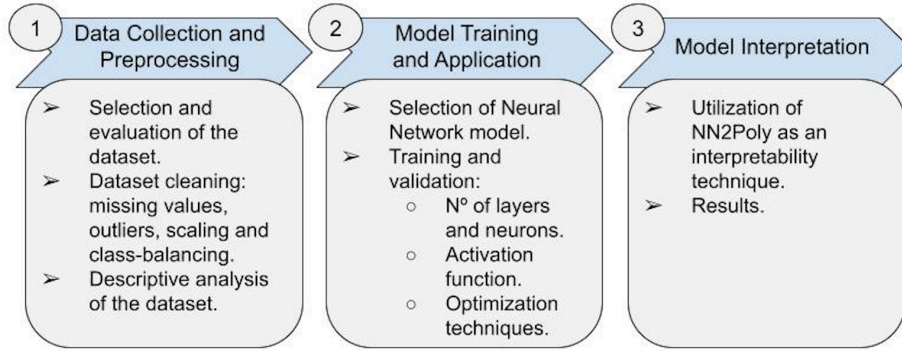 1
Data Collection and
Preprocessing
➢ Selection and
evaluation of the
dataset.
➢ Dataset cleaning:
missing values,
outliers, scaling and
class-balancing.
➢ Descriptive analysis
of the dataset.
2
Model Training
and Application
➢ Selection of Neural
Network model.
➢ Training and
validation:
○ Nº of layers
and neurons.
○ Activation
function.
○ Optimization
techniques.
3
Model Interpretation
➢ Utilization of
NN2Poly as an
interpretability
technique.
➢ Results.